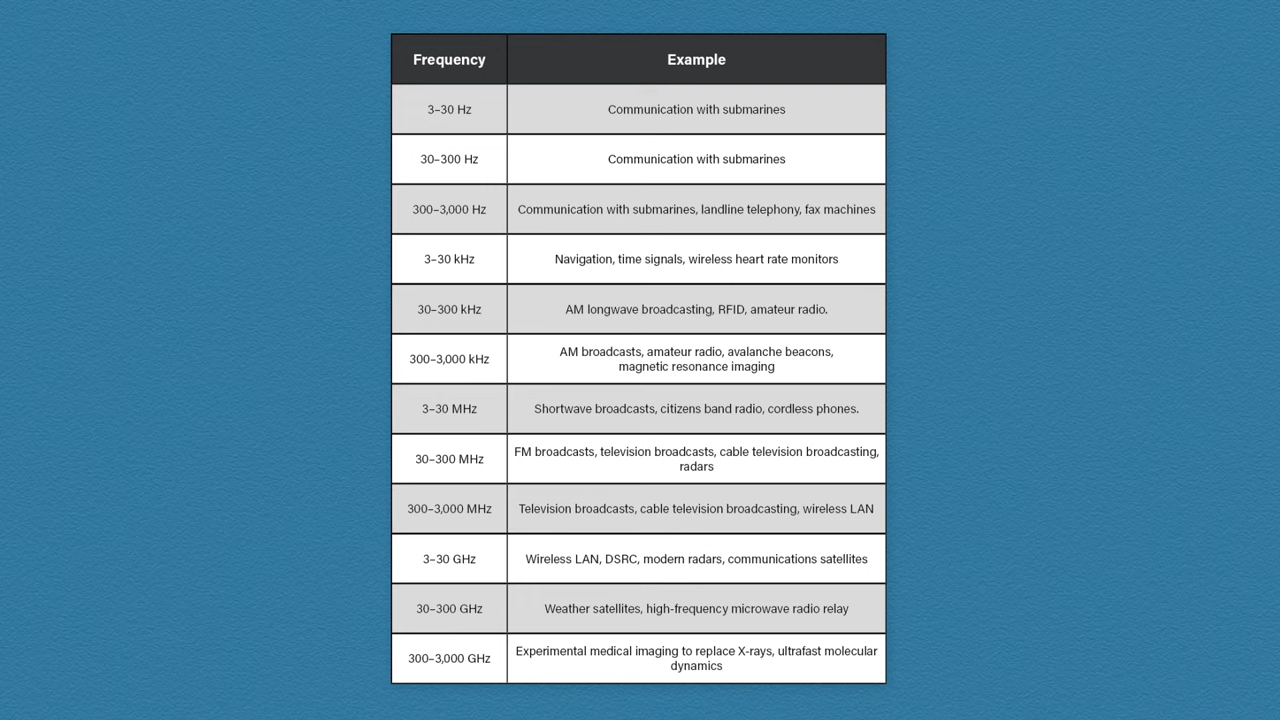 Frequency Example
3–30 Hz Communication with submarines
30–300 Hz Communication with submarines
300–3,000 Hz Communication with submarines, landline telephony, fax machines
3–30 kHz Navigation, time signals, wireless heart rate monitors
30–300 kHz AM longwave broadcasting, RFID, amateur radio.
300–3,000 kHz AM broadcasts, amateur radio, avalanche beacons,
magnetic resonance imaging
3–30 MHz Shortwave broadcasts, citizens band radio, cordless phones.
30–300 MHz FM broadcasts, television broadcasts, cable television broadcasting,
radars
300–3,000 MHz Television broadcasts, cable television broadcasting, wireless LAN
3–30 GHz Wireless LAN, DSRC, modern radars, communications satellites
30–300 GHz Weather satellites, high-frequency microwave radio relay
300–3,000 GHz Experimental medical imaging to replace X-rays, ultrafast molecular
dynamics